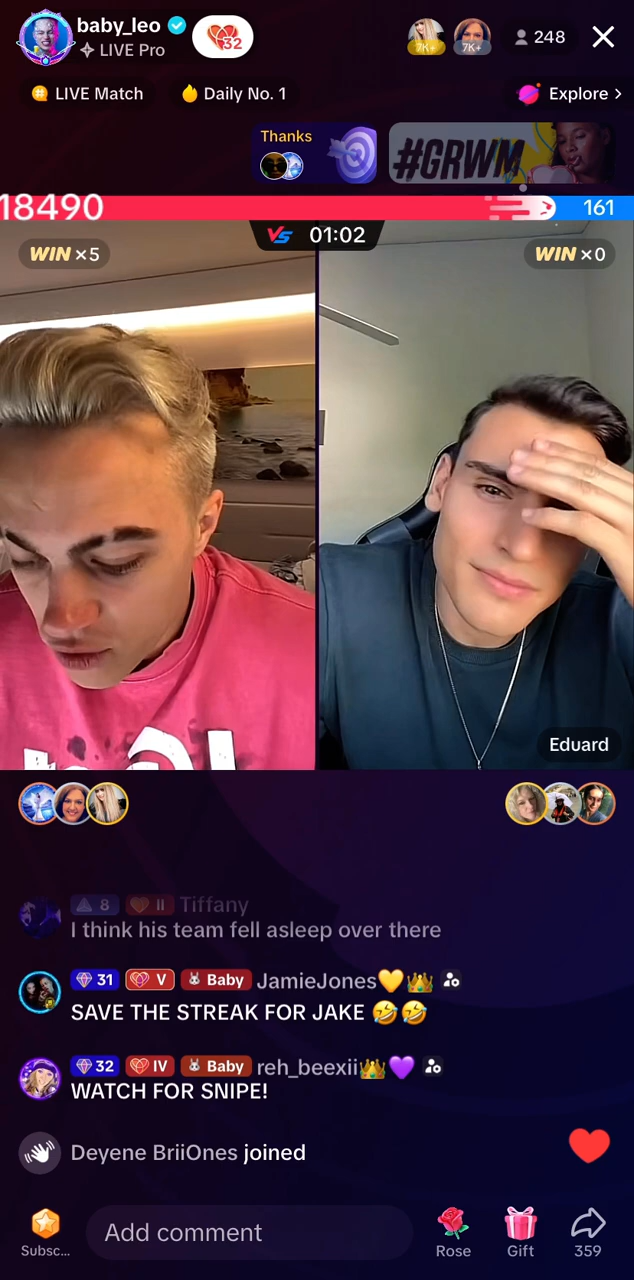 baby_leo
LIVE Pro
32
7K+
7K+
248
LIVE Match
Daily No. 1
Explore >
Thanks
#GRWM
18490
161
VS 01:02
WIN ×5
WIN ×0
Eduard
8 II Tiffany
I think his team fell asleep over there
31 V Baby JamieJones💛👑
SAVE THE STREAK FOR JAKE 🤣🤣
32 IV Baby reh_beexii👑💜
WATCH FOR SNIPE!
Deyene BriiOnes joined
Subsc...
Add comment
Rose
Gift
359